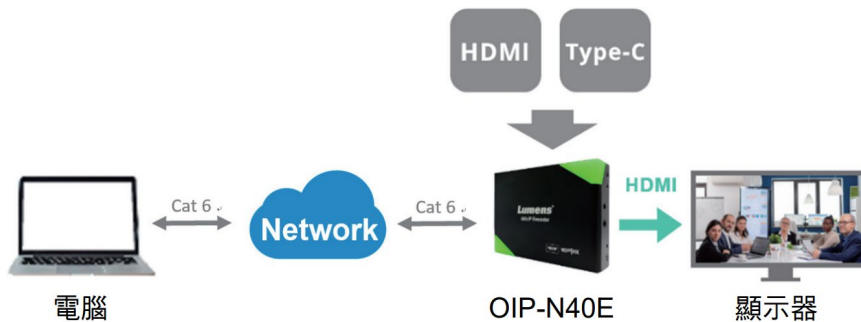 HDMI
Type-C
Cat 6
Network
Cat 6
Lumens
HDMI
電腦
OIP-N40E
顯示器